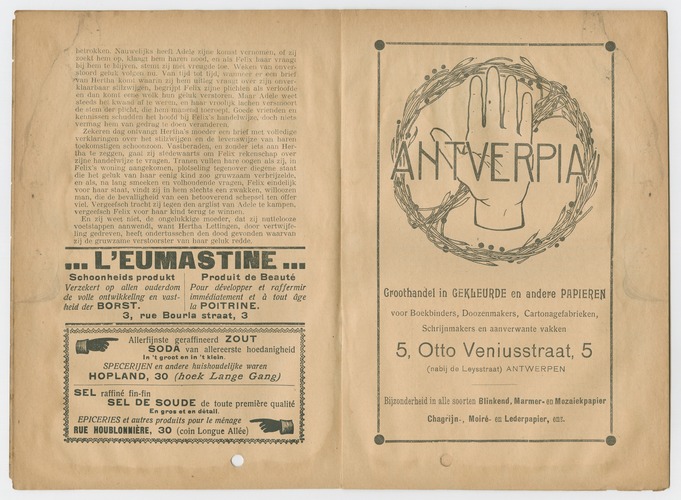 betrokken. Nauwelijks heeft Adele zijne komst vernomen, of zij
zoekt hem op, klaagt hem haren nood, en als Felix haar vraagt
bij hem te blijven, stemt zij met vreugde toe. Weken van onver-
stoord geluk volgen nu. Van tijd tot tijd, wanneer er een brief
van Hertha komt waarin zij hem uitleg vraagt over zijn onver-
klaarbaar stilzwijgen, begrijpt Felix zijne plichten als verloofde
en dan komt eene wolk hun geluk verstoren. Maar Adele weet
steeds het kwaad af te weren, en haar vroolijk lachen versmoort
de stem der plicht, die hem manend toeroept. Goede vrienden en
kennissen schudden het hoofd bij Felix's handelwijze, doch niets
vermag hem van gedrag te doen veranderen.
Zekeren dag ontvangt Hertha's moeder een brief met volledige
verklaringen over het stilzwijgen en de levenswijze van haren
toekomstigen schoonzoon. Vastberaden, en zonder iets aan Her-
tha te zeggen, gaat zij stedewaarts om Felix rekenschap over
zijne handelwijze te vragen. Tranen vullen hare oogen als zij, in
Felix's woning aangekomen, plotseling tegenover diegene staat
die het geluk van haar eenig kind zoo gruwzaam verbrijzelde,
en als, na lang smeeken en volhoudende vragen, Felix eindelijk
voor haar staat, vindt zij in hem slechts een zwakken, willoozen
man, die de bevalligheid van een betooverend schepsel ten offer
viel. Vergeefsch tracht zij tegen den arglist van Adele te kampen,
vergeefsch Felix voor haar kind terug te winnen.
En zij weet niet, de ongelukkige moeder, dat zij nuttelooze
voetstappen aanwendt, want Hertha Lettingen, door vertwijfe-
ling gedreven, heeft ondertusschen den dood gevonden waarvan
zij de gruwzame verstoorster van haar geluk redde.
... L'EUMASTINE ...
Schoonheids produkt
Verzekert op allen ouderdom
de volle ontwikkeling en vast-
heid der BORST.
Produit de Beauté
Pour développer et raffermir
immédiatement et à tout âge
la POITRINE.
3, rue Bourla straat, 3
Allerfijnste geraffineerd ZOUT
SODA van allereerste hoedanigheid
In 't groot en in 't klein.
SPECERIJEN en andere huishoudelijke waren
HOPLAND, 30 (hoek Lange Gang)
SEL raffiné fin-fin
SEL DE SOUDE de toute première qualité
En gros et en détail.
EPICERIES et autres produits pour le ménage
RUE HOUBLONNIÈRE, 30 (coin Longue Allée)
ANTVERPIA
Groothandel in GEKLEURDE en andere PAPIEREN
voor Boekbinders, Doozenmakers, Cartonagefabrieken,
Schrijnmakers en aanverwante vakken
5, Otto Veniusstraat, 5
(nabij de Leysstraat) ANTWERPEN
Bijzonderheid in alle soorten Blinkend, Marmer- en Mozaiekpapier
Chagrijn-, Moiré- en Lederpapier, enz.